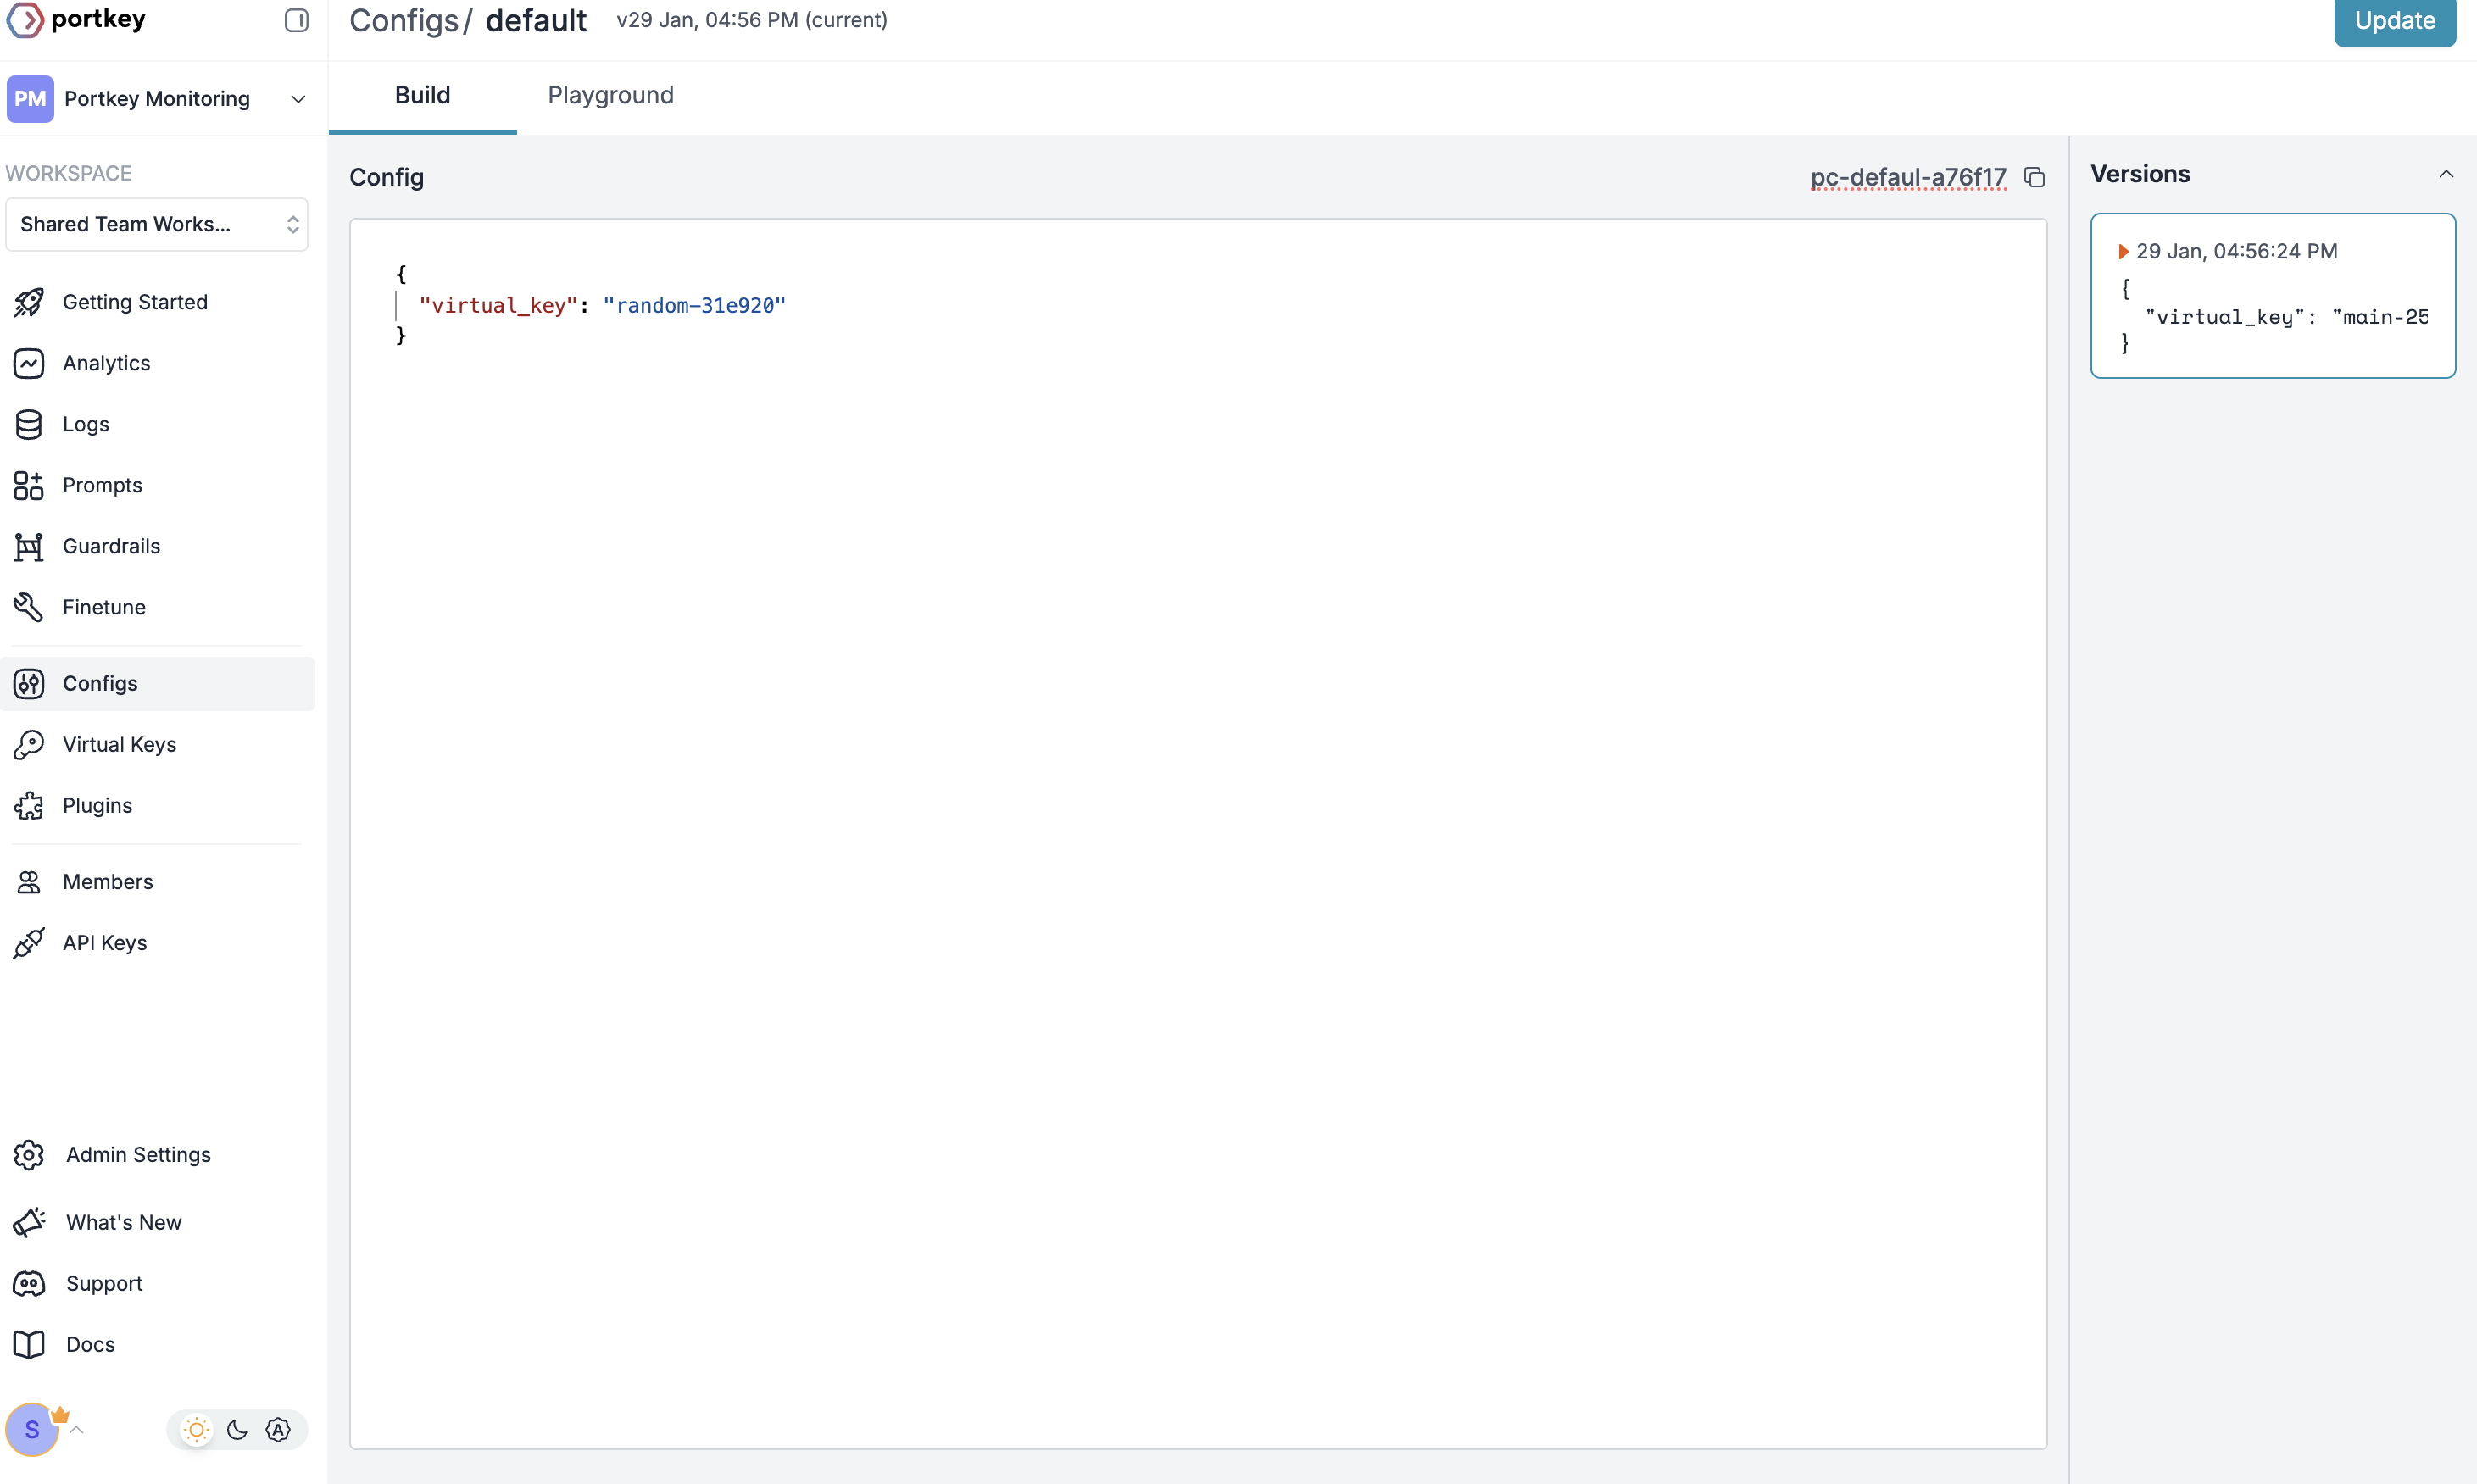 portkey
Configs/ default v29 Jan, 04:56 PM (current)
Update
PM Portkey Monitoring
Build
Playground
WORKSPACE
Shared Team Works...
Getting Started
Analytics
Logs
Prompts
Guardrails
Finetune
Configs
Virtual Keys
Plugins
Members
API Keys
Admin Settings
What's New
Support
Docs
S
A
Config
pc-defaul-a76f17
{
"virtual_key": "random-31e920"
}
Versions
29 Jan, 04:56:24 PM
{
"virtual_key": "main-25
}